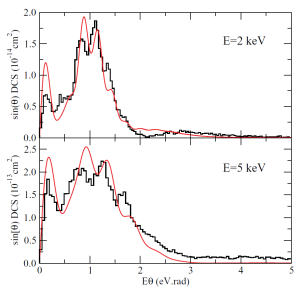 2.0
1.5
1.0
0.5
0.0
sin(θ) DCS (10⁻¹⁴ cm²)
E=2 keV
2.5
2.0
1.5
1.0
0.5
0.0
sin(θ) DCS (10⁻¹³ cm²)
E=5 keV
0 1 2 3 4 5
Eθ (eV.rad)